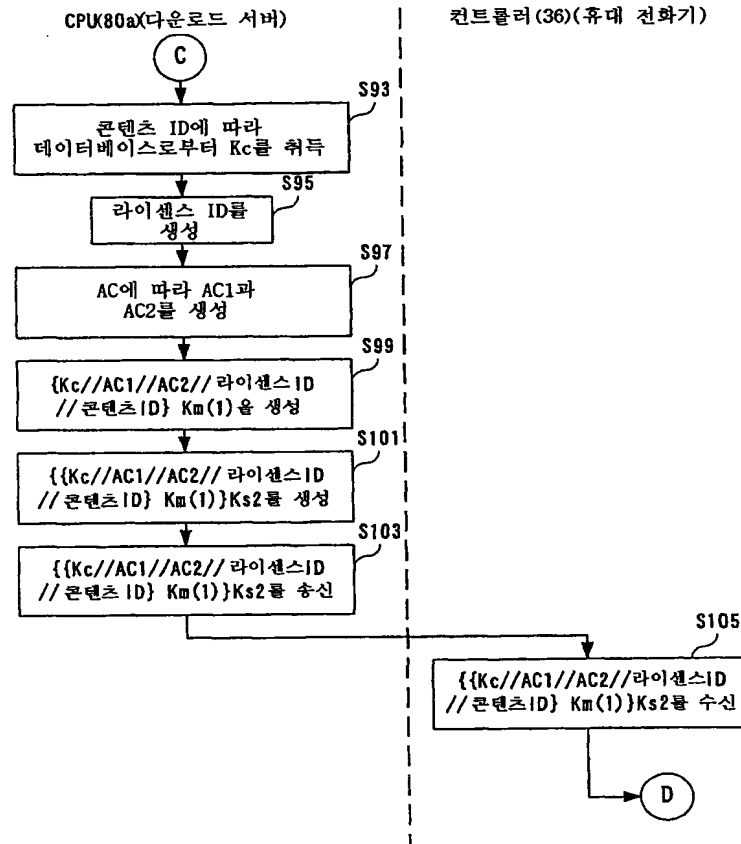 CPU(80a)(다운로드 서버)
컨트롤러(36)(휴대 전화기)
C
S93
콘텐츠 ID에 따라
데이터베이스로부터 Kc를 취득
S95
라이센스 ID를
생성
S97
AC에 따라 AC1과
AC2를 생성
S99
{Kc//AC1//AC2//라이센스ID
//콘텐츠ID} Km(1)을 생성
S101
{{Kc//AC1//AC2//라이센스ID
//콘텐츠ID} Km(1)}Ks2를 생성
S103
{{Kc//AC1//AC2//라이센스ID
//콘텐츠ID} Km(1)}Ks2를 송신
S105
{{Kc//AC1//AC2//라이센스ID
//콘텐츠ID} Km(1)}Ks2를 수신
D